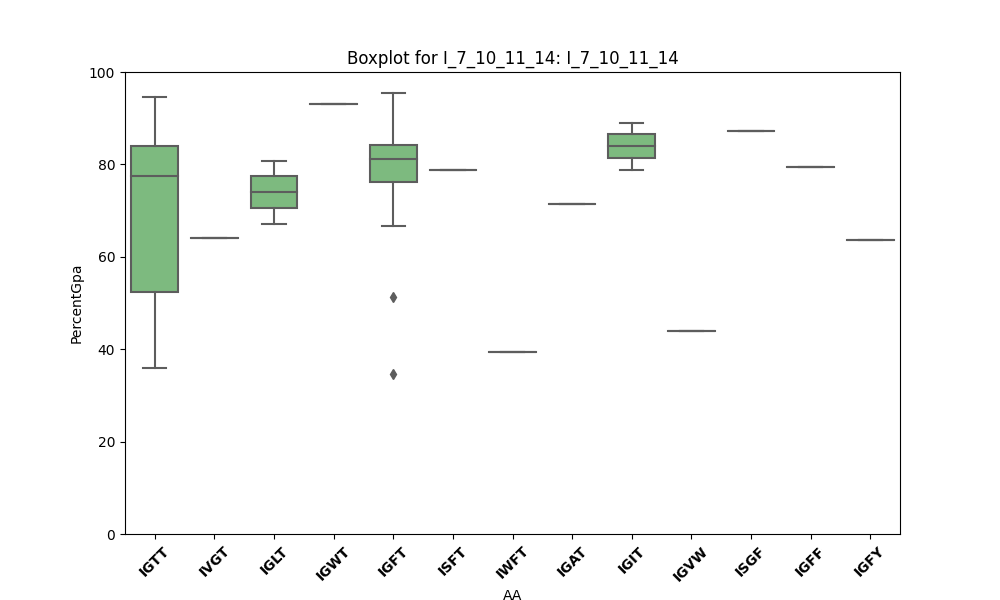 Boxplot for I_7_10_11_14: I_7_10_11_14
100
80
60
40
20
0
PercentGpa
IGTT
IVGT
IGLT
IGWT
IGFT
ISFT
IWFT
IGAT
IGIT
IGVW
ISGF
IGFF
IGFY
AA